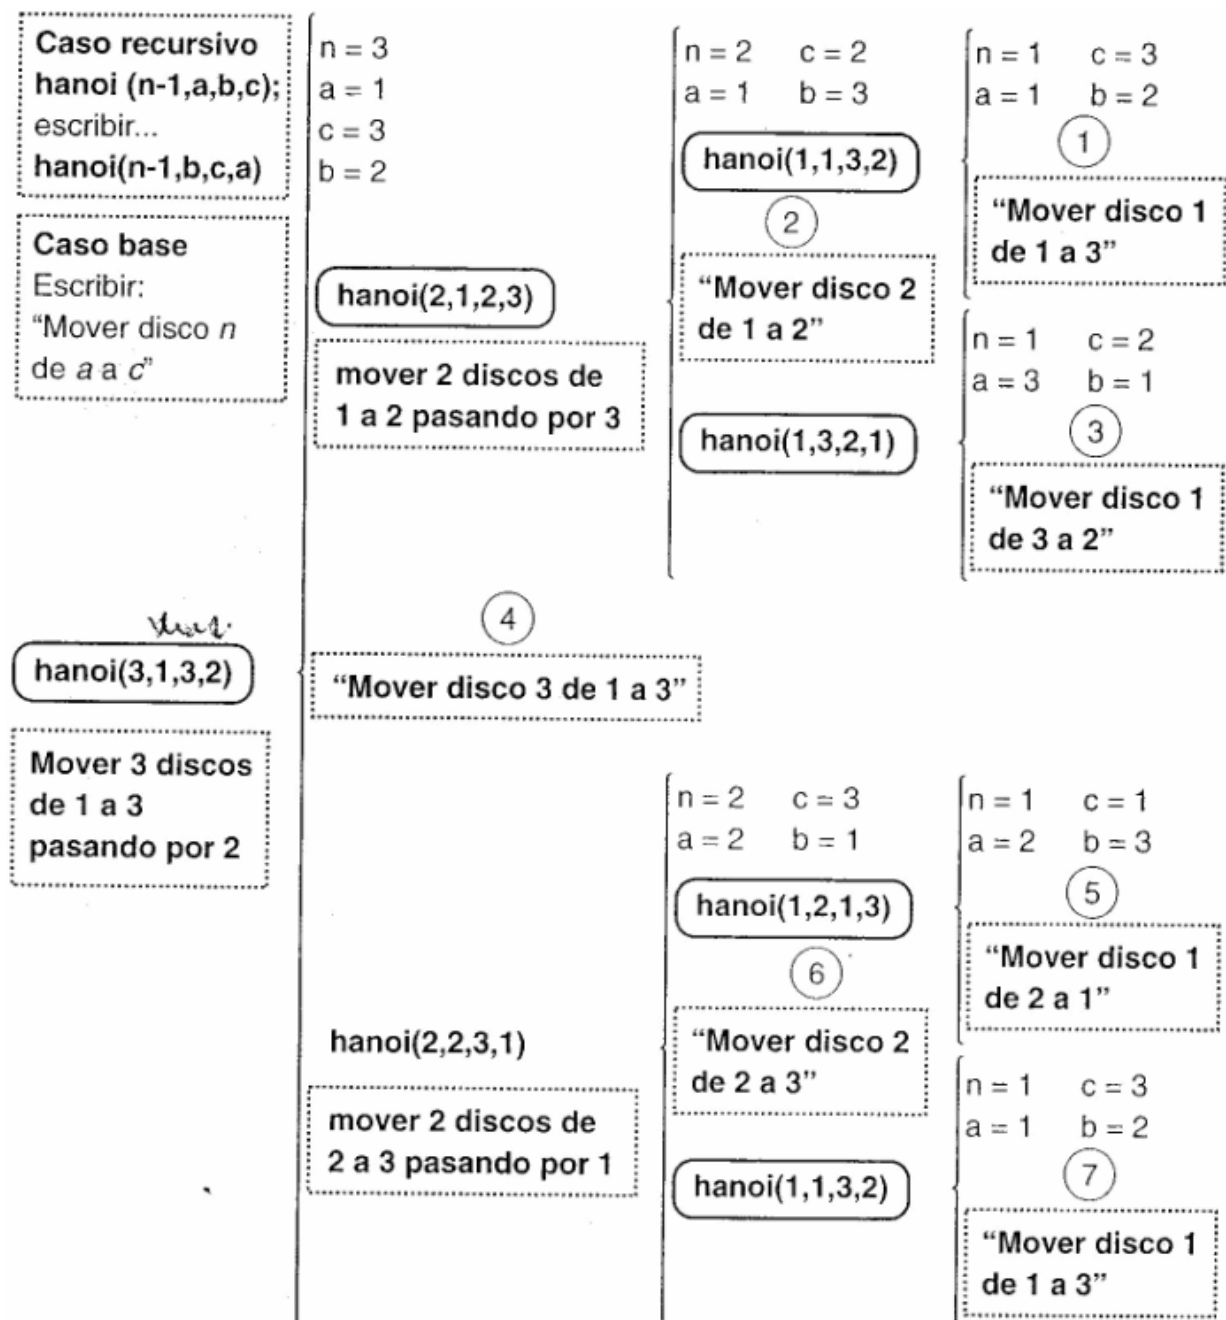 Caso recursivo
hanoi (n-1,a,b,c);
escribir...
hanoi(n-1,b,c,a)
Caso base
Escribir:
“Mover disco n
de a a c”
hanoi(3,1,3,2)
Mover 3 discos
de 1 a 3
pasando por 2
n = 3
a = 1
c = 3
b = 2
hanoi(2,1,2,3)
mover 2 discos de
1 a 2 pasando por 3
4
“Mover disco 3 de 1 a 3”
hanoi(2,2,3,1)
mover 2 discos de
2 a 3 pasando por 1
n = 2 c = 2
a = 1 b = 3
hanoi(1,1,3,2)
2
“Mover disco 2
de 1 a 2”
hanoi(1,3,2,1)
n = 1 c = 3
a = 1 b = 2
1
“Mover disco 1
de 1 a 3”
n = 1 c = 2
a = 3 b = 1
3
“Mover disco 1
de 3 a 2”
n = 2 c = 3
a = 2 b = 1
hanoi(1,2,1,3)
6
“Mover disco 2
de 2 a 3”
hanoi(1,1,3,2)
n = 1 c = 1
a = 2 b = 3
5
“Mover disco 1
de 2 a 1”
n = 1 c = 3
a = 1 b = 2
7
“Mover disco 1
de 1 a 3”